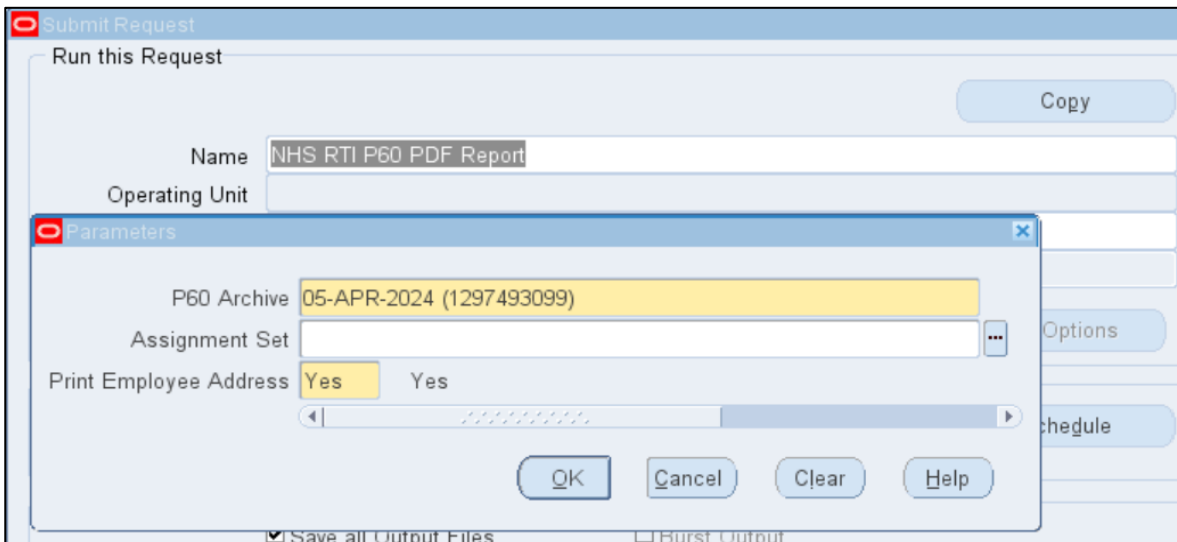 Submit Request
Run this Request
Copy
Name NHS RTI P60 PDF Report
Operating Unit
Parameters
P60 Archive 05-APR-2024 (1297493099)
Assignment Set
Options
Print Employee Address Yes Yes
chedule
OK Cancel Clear Help
Save all Output Files Burst Output